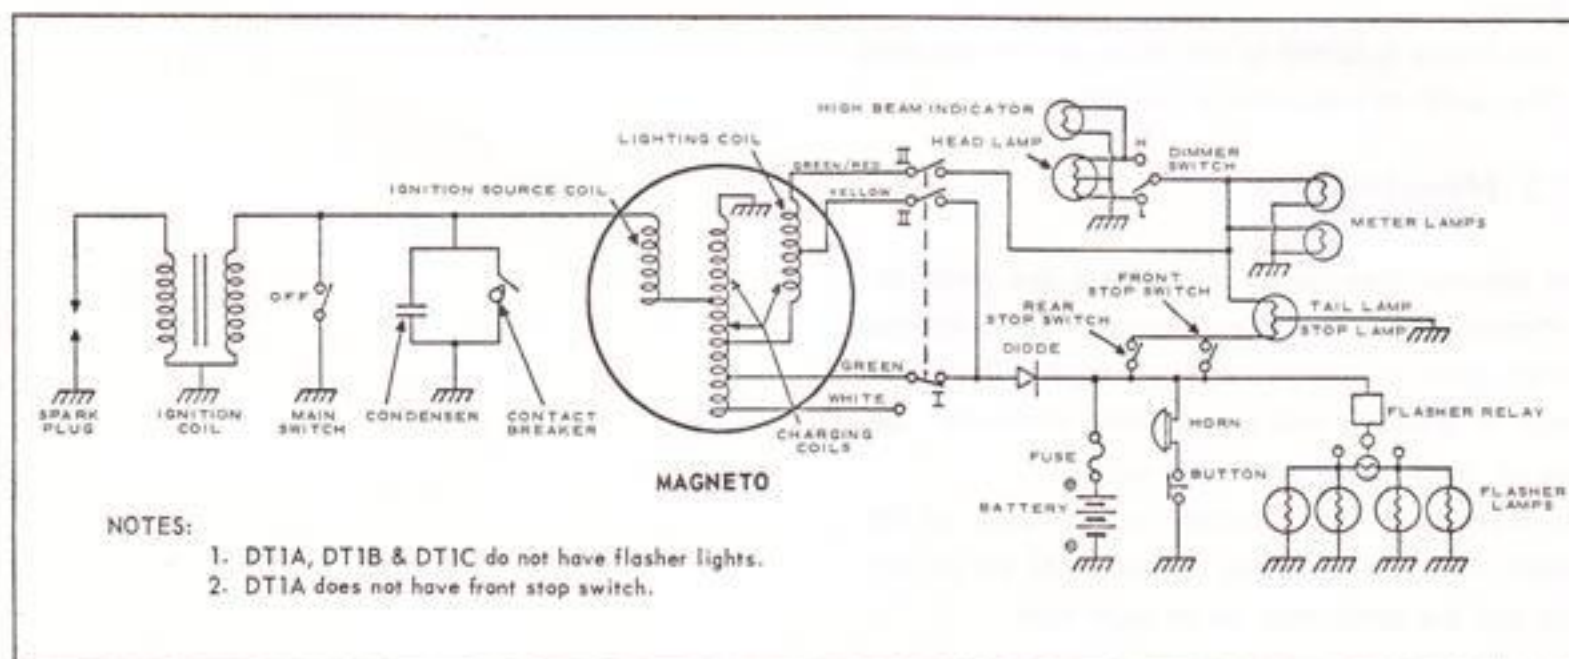 HIGH BEAM INDICATOR
HEAD LAMP
H
DIMMER
SWITCH
L
LIGHTING COIL
II
GREEN/RED
YELLOW
II
IGNITION SOURCE COIL
METER LAMPS
OFF
FRONT
STOP SWITCH
REAR
STOP SWITCH
TAIL LAMP
STOP LAMP
DIODE
GREEN
WHITE
I
SPARK
PLUG
IGNITION
COIL
MAIN
SWITCH
CONDENSER
CONTACT
BREAKER
CHARGING
COILS
FLASHER RELAY
HORN
FUSE
BUTTON
BATTERY
FLASHER
LAMPS
MAGNETO
NOTES:
1. DT1A, DT1B & DT1C do not have flasher lights.
2. DT1A does not have front stop switch.